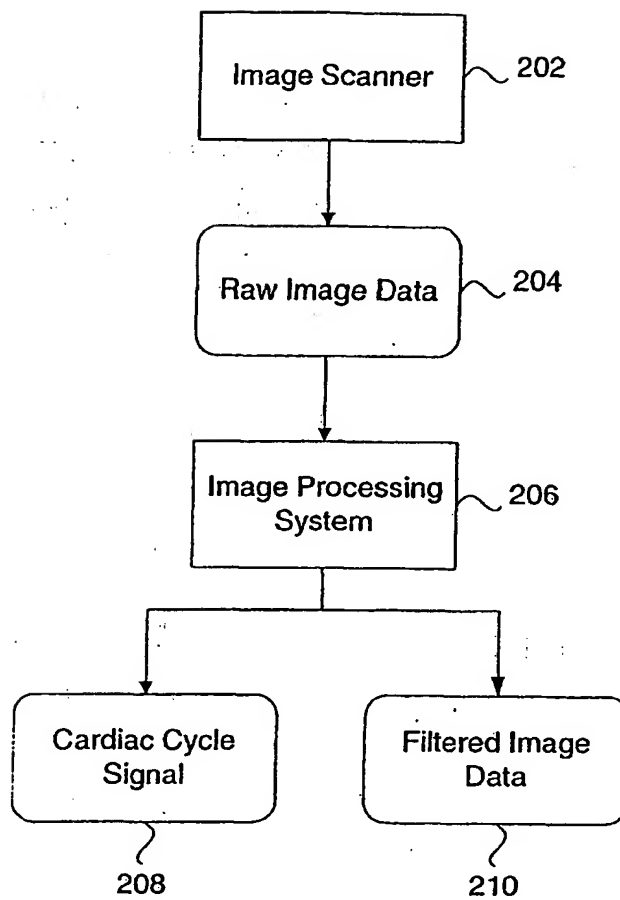 Image Scanner
202
Raw Image Data
204
Image Processing
System
206
Cardiac Cycle
Signal
Filtered Image
Data
208
210